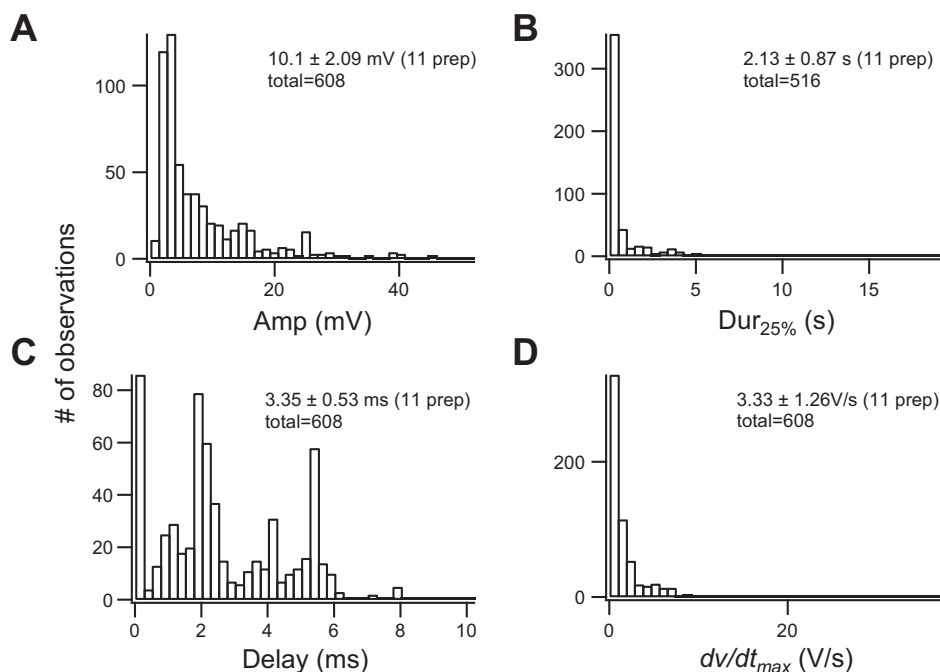 A
10.1 ± 2.09 mV (11 prep)
total=608
100
50
0
0 20 40
Amp (mV)
B
2.13 ± 0.87 s (11 prep)
total=516
300
200
100
0
0 5 10 15
Dur25% (s)
# of observations
C
3.35 ± 0.53 ms (11 prep)
total=608
80
60
40
20
0
0 2 4 6 8 10
Delay (ms)
D
3.33 ± 1.26V/s (11 prep)
total=608
200
0
0 20
dv/dtmax (V/s)